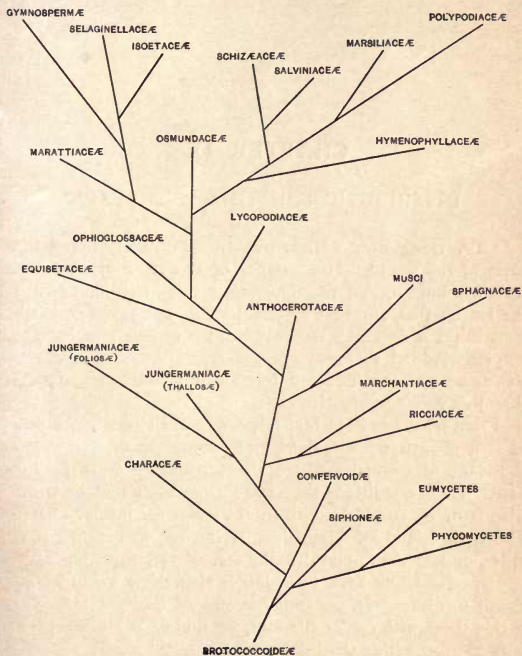 GYMNOSPERMÆ
POLYPODIACEÆ
SELAGINELLACEÆ
ISOETACEÆ
MARSILIACEÆ
SCHIZÆACEÆ
SALVINIACEÆ
OSMUNDACEÆ
HYMENOPHYLLACEÆ
MARATTIACEÆ
LYCOPODIACEÆ
OPHIOGLOSSACEÆ
EQUISETACEÆ
MUSCI
SPHAGNACEÆ
ANTHOCEROTACEÆ
JUNGERMANIACEÆ
(FOLIOSÆ)
JUNGERMANIACEÆ
(THALLOSÆ)
MARCHANTIACEÆ
RICCIACEÆ
CHARACEÆ
CONFERVOIDÆ
EUMYCETES
SIPHONEÆ
PHYCOMYCETES
PROTOCOCCOIDEÆ